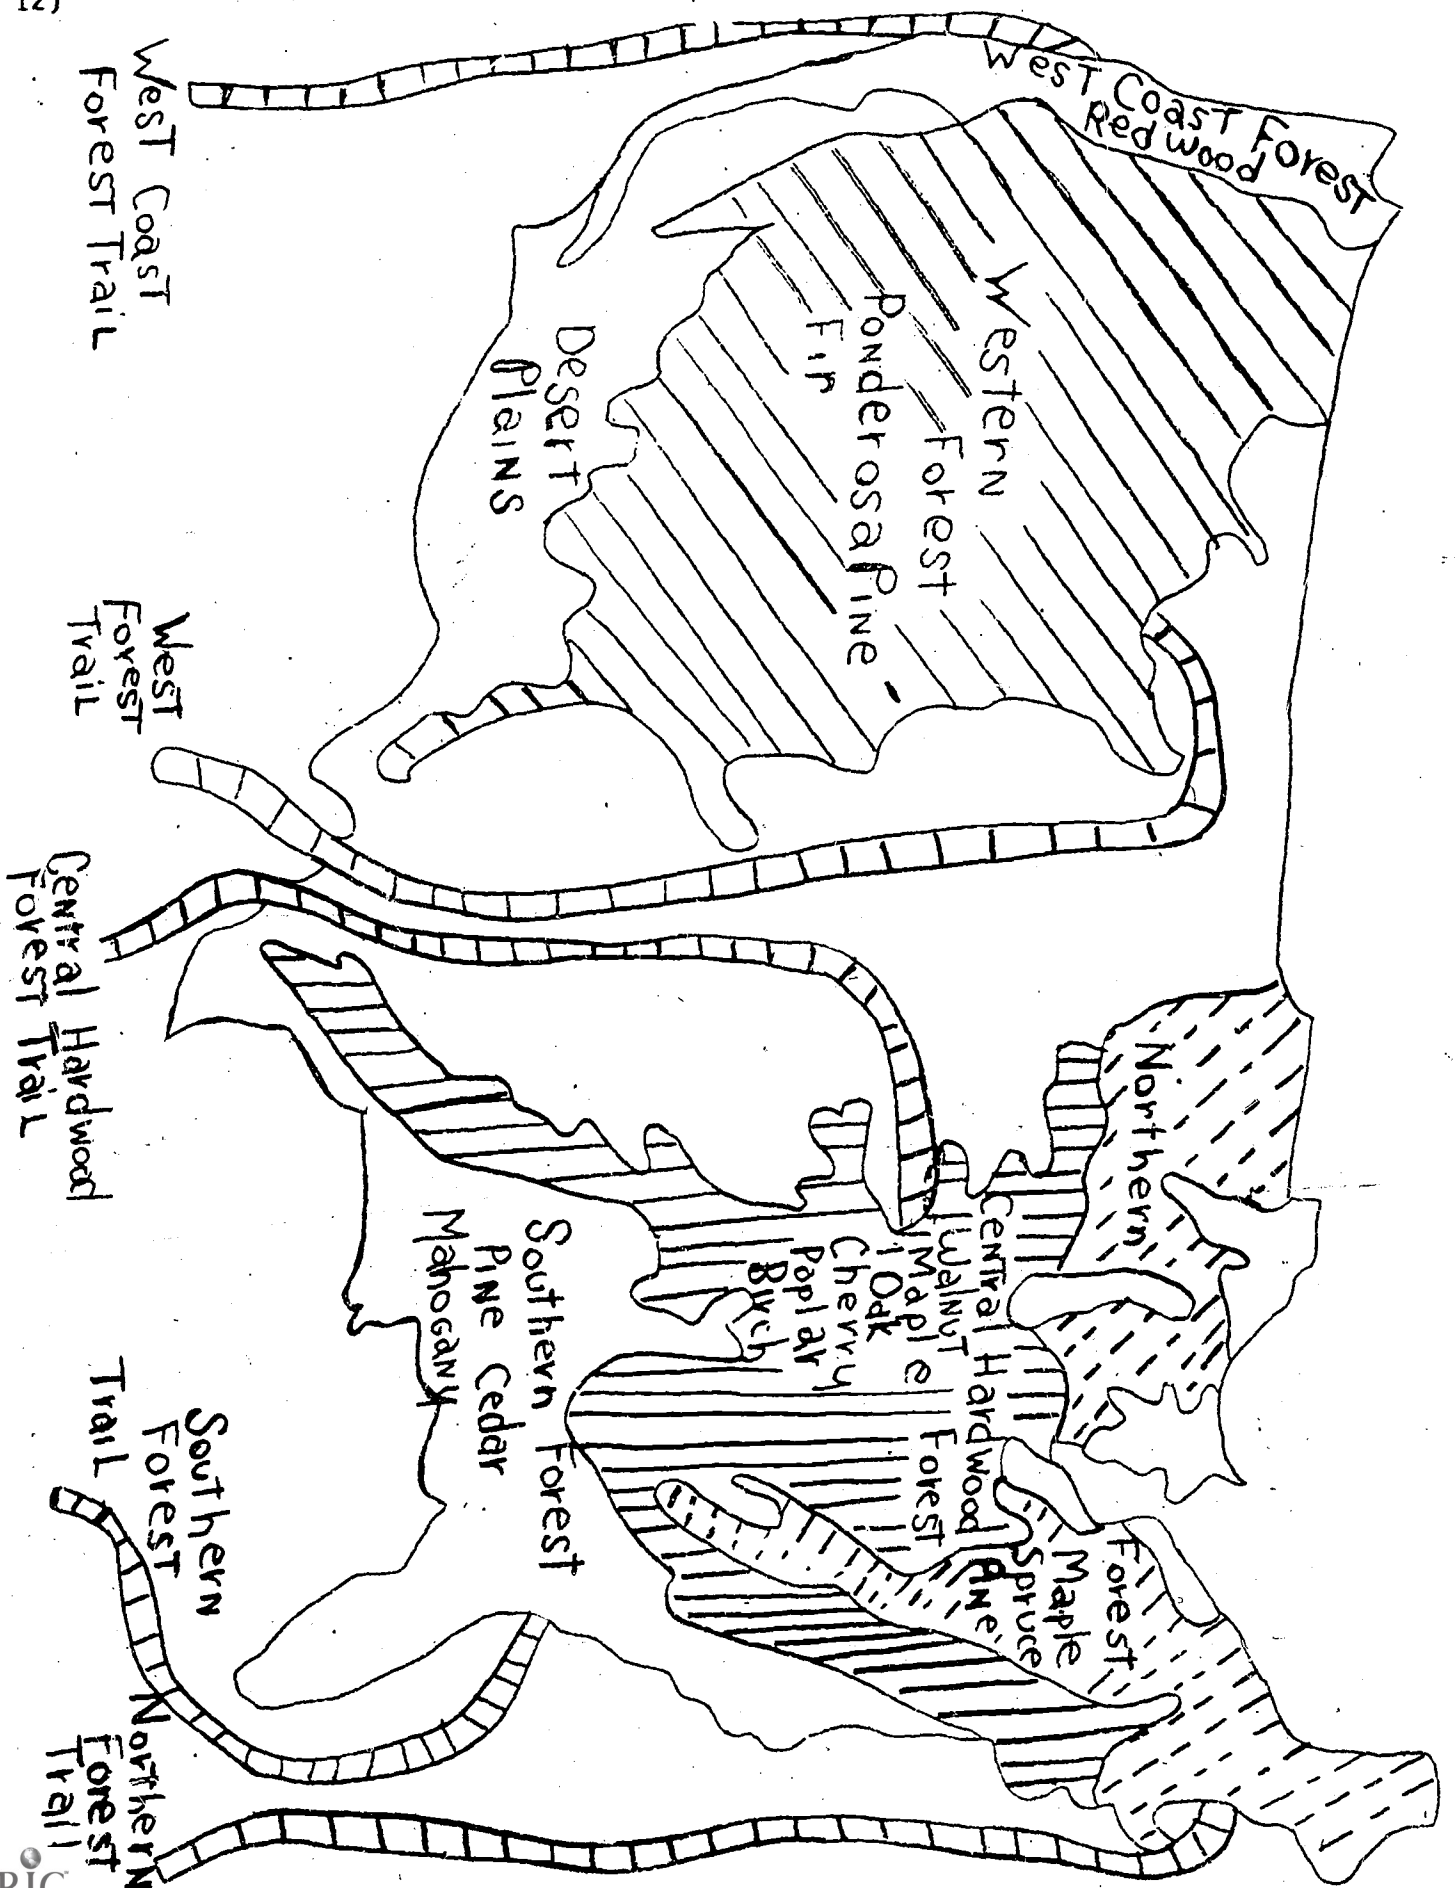 12)
West Coast Forest
Redwood
Western
Forest
Ponderosa Pine
Fir
Desert
Plains
Northern
Forest
Maple
Spruce
Pine
Central Hardwood
Forest
Walnut
Maple
Oak
Cherry
Poplar
Birch
Southern Forest
Pine Cedar
Mahogany
West Coast
Forest Trail
West
Forest
Trail
Central Hardwood
Forest Trail
Southern
Forest
Trail
Northern
Forest
Trail
RIC